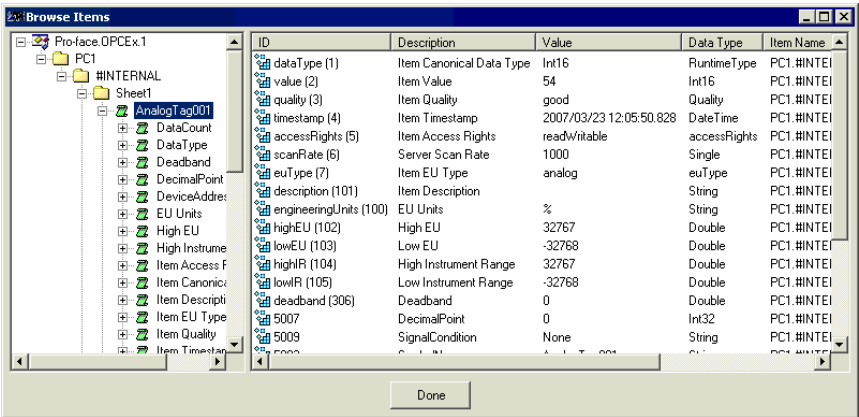 Browse Items
Pro-face.OPCEx.1
PC1
#INTERNAL
Sheet1
AnalogTag001
DataCount
DataType
Deadband
DecimalPoint
DeviceAddres
EU Units
High EU
High Instrume
Item Access F
Item Canonica
Item Descripti
Item EU Type
Item Quality
Item Timestan
ID Description Value Data Type Item Name
dataType (1) Item Canonical Data Type Int16 RuntimeType PC1.#INTEI
value (2) Item Value 54 Int16 PC1.#INTEI
quality (3) Item Quality good Quality PC1.#INTEI
timestamp (4) Item Timestamp 2007/03/23 12:05:50.828 DateTime PC1.#INTEI
accessRights (5) Item Access Rights readWritable accessRights PC1.#INTEI
scanRate (6) Server Scan Rate 1000 Single PC1.#INTEI
euType (7) Item EU Type analog euType PC1.#INTEI
description (101) Item Description String PC1.#INTEI
engineeringUnits (100) EU Units % String PC1.#INTEI
highEU (102) High EU 32767 Double PC1.#INTEI
lowEU (103) Low EU -32768 Double PC1.#INTEI
highIR (104) High Instrument Range 32767 Double PC1.#INTEI
lowIR (105) Low Instrument Range -32768 Double PC1.#INTEI
deadband (306) Deadband 0 Double PC1.#INTEI
5007 DecimalPoint 0 Int32 PC1.#INTEI
5009 SignalCondition None String PC1.#INTEI
Done